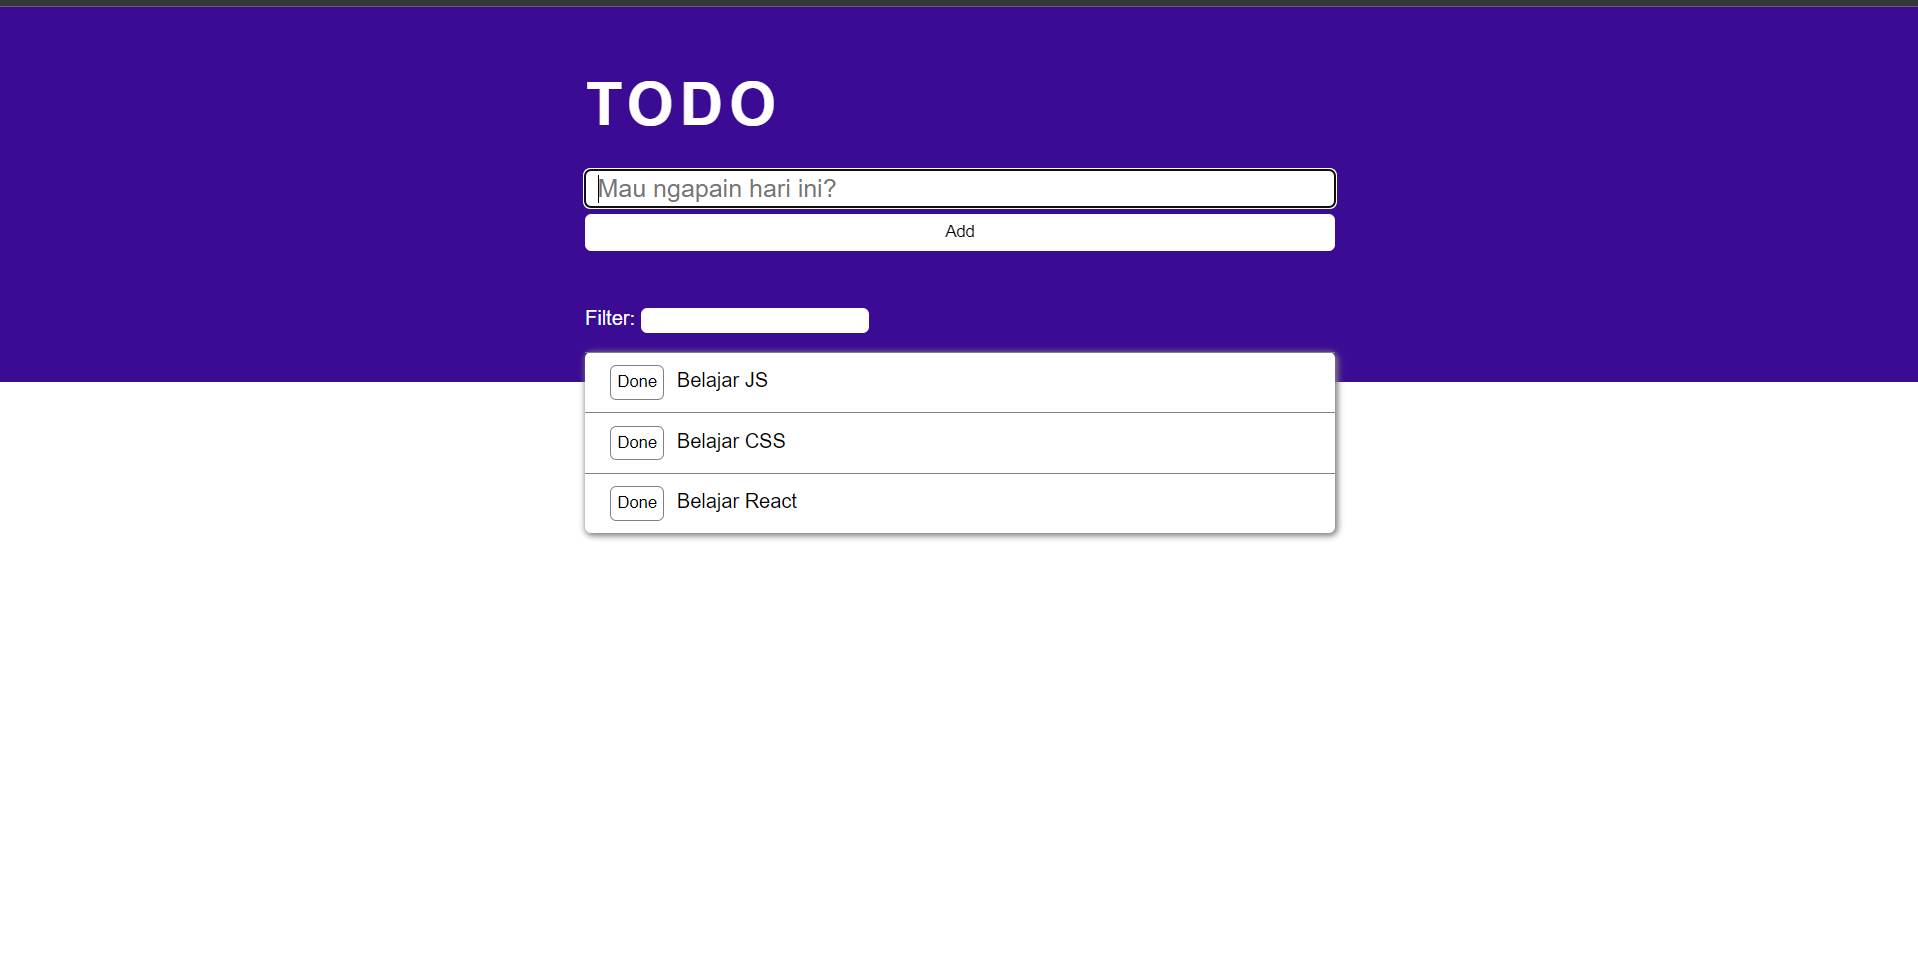 TODO
Mau ngapain hari ini?
Add
Filter:
Done Belajar JS
Done Belajar CSS
Done Belajar React